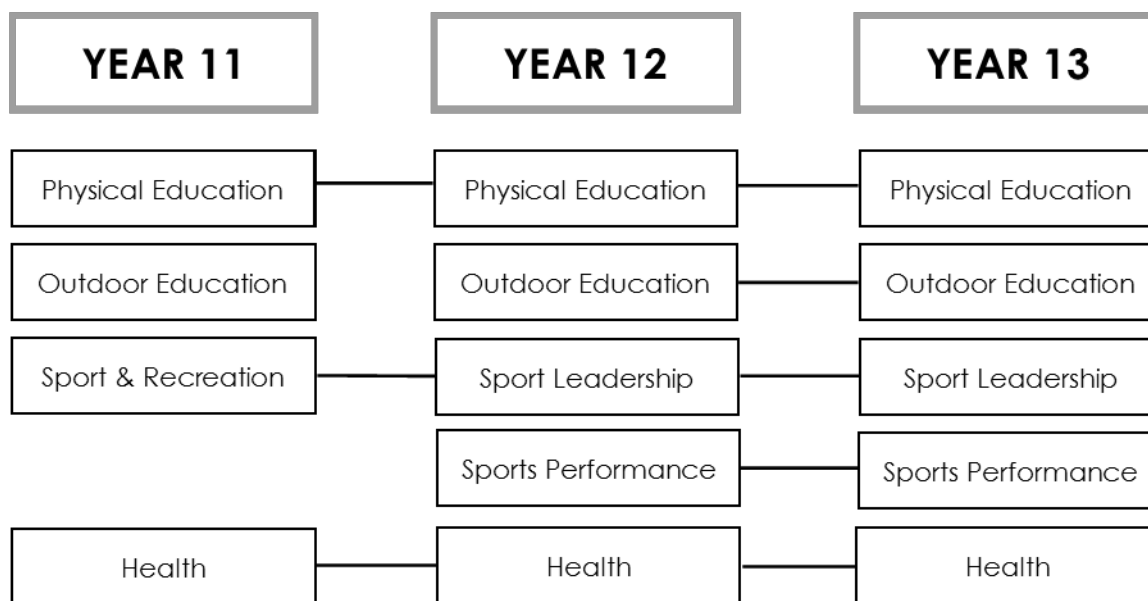 YEAR 11
YEAR 12
YEAR 13
Physical Education
Physical Education
Physical Education
Outdoor Education
Outdoor Education
Outdoor Education
Sport & Recreation
Sport Leadership
Sport Leadership
Sports Performance
Sports Performance
Health
Health
Health